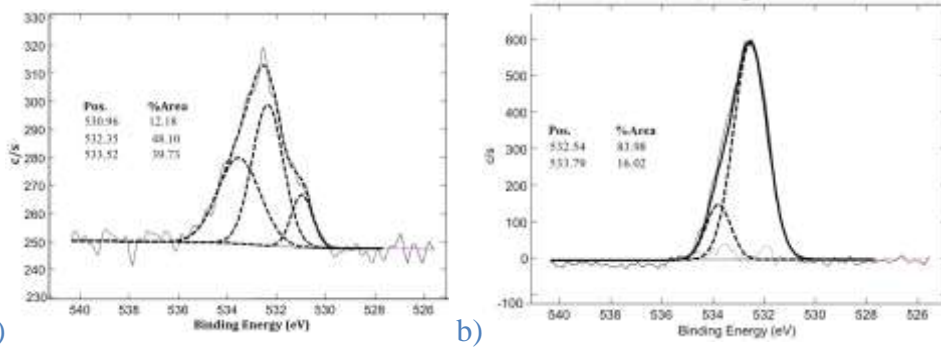 330
320
310
300
290
280
270
260
250
240
230
c/s
Pos. %Area
530.96 12.18
532.35 48.10
533.52 39.73
540 538 536 534 532 530 528 526
Binding Energy (eV)
)
600
500
400
300
200
100
0
-100
c/s
Pos. %Area
532.54 83.98
533.79 16.02
540 538 536 534 532 530 528 526
Binding Energy (eV)
b)